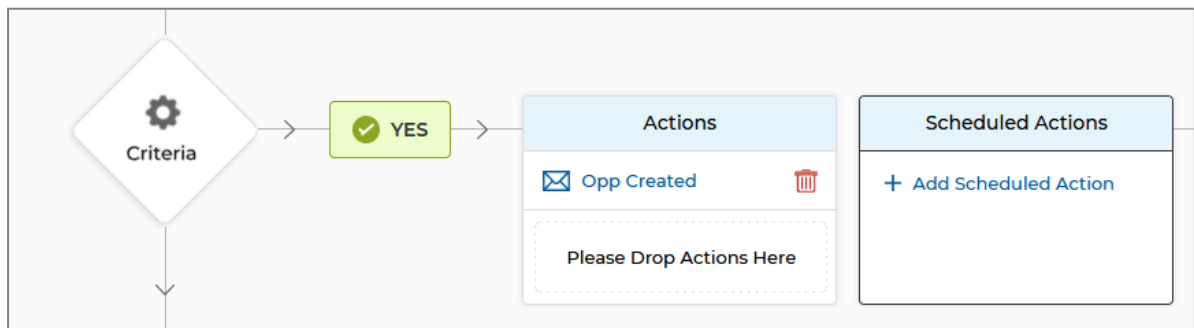 Criteria
YES
Actions
Opp Created
Please Drop Actions Here
Scheduled Actions
+ Add Scheduled Action